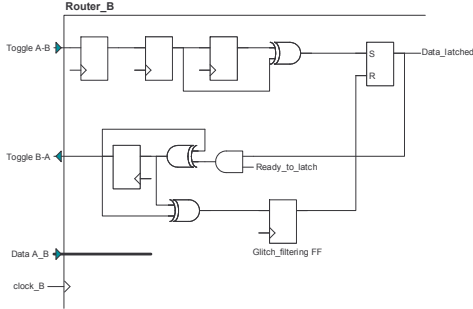 Router_B
Toggle A-B
S
Data_latched
R
Toggle B-A
Ready_to_latch
Glitch_filtering FF
Data A_B
clock_B